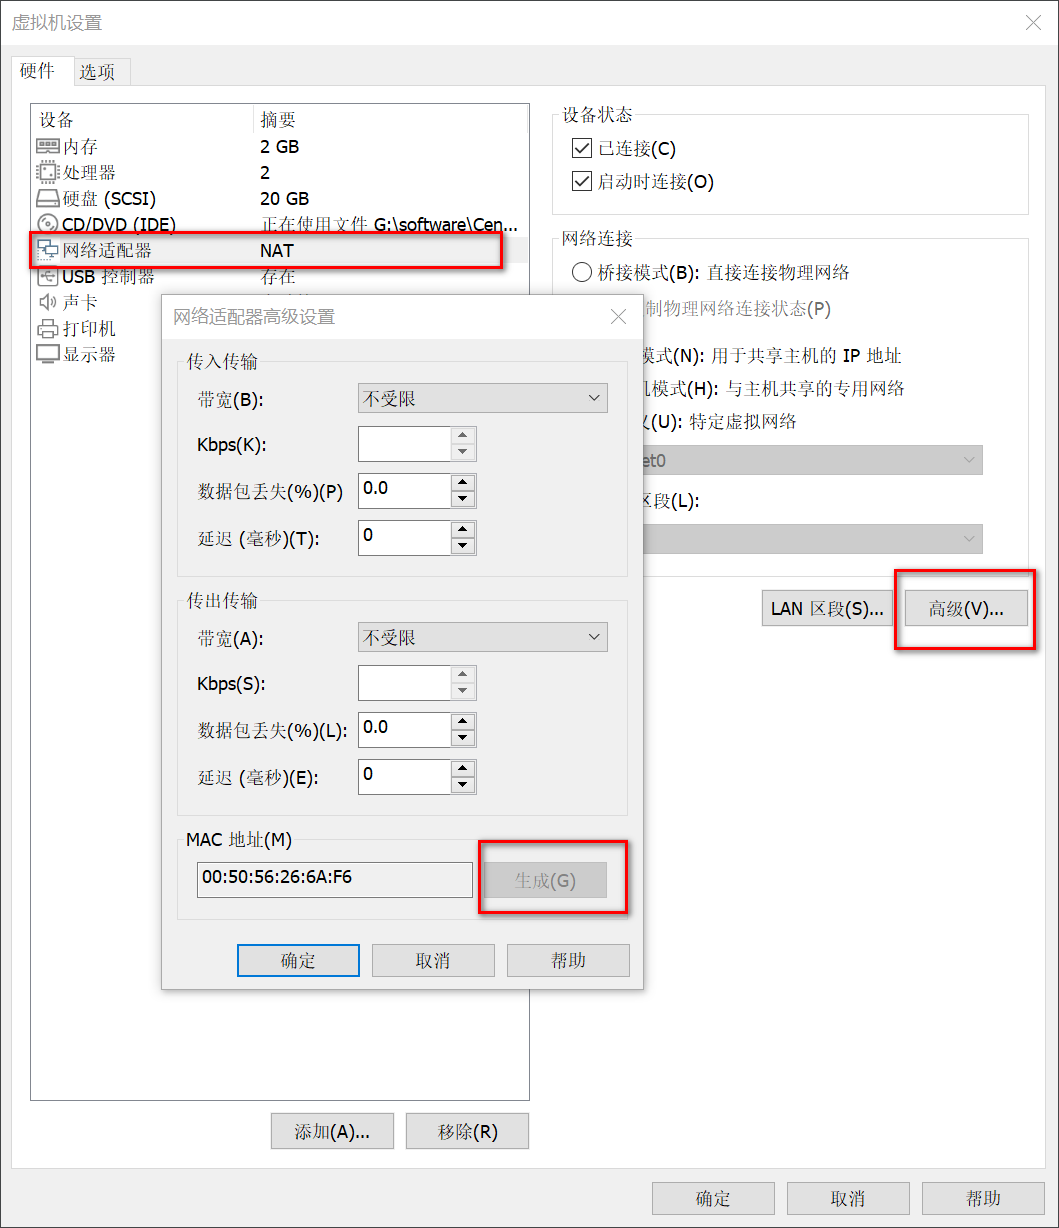 虚拟机设置
硬件 选项
设备 摘要
内存 2 GB
处理器 2
硬盘 (SCSI) 20 GB
CD/DVD (IDE) 正在使用文件 G:\software\Cen...
网络适配器 NAT
USB 控制器 存在
声卡
打印机
显示器
设备状态
已连接(C)
启动时连接(O)
网络连接
桥接模式(B): 直接连接物理网络
制物理网络连接状态(P)
模式(N): 用于共享主机的 IP 地址
机模式(H): 与主机共享的专用网络
(U): 特定虚拟网络
et0
区段(L):
LAN 区段(S)...
高级(V)...
网络适配器高级设置
传入传输
带宽(B): 不受限
Kbps(K):
数据包丢失(%)(P) 0.0
延迟 (毫秒)(T): 0
传出传输
带宽(A): 不受限
Kbps(S):
数据包丢失(%)(L): 0.0
延迟 (毫秒)(E): 0
MAC 地址(M)
00:50:56:26:6A:F6 生成(G)
确定 取消 帮助
添加(A)... 移除(R)
确定 取消 帮助